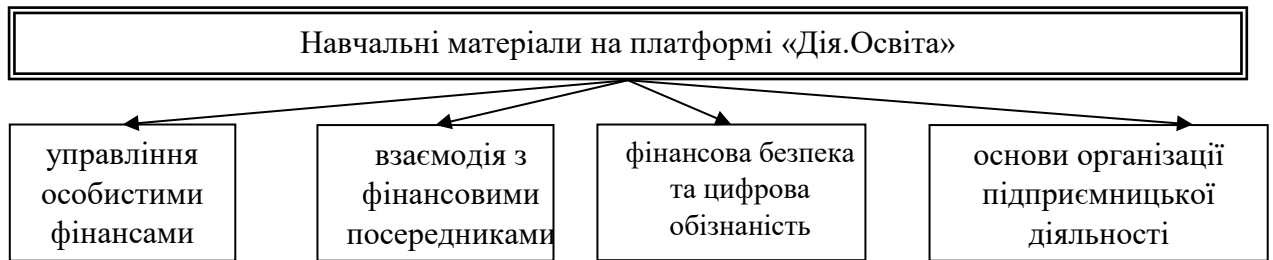 Навчальні матеріали на платформі «Дія.Освіта»
управління
особистими
фінансами
взаємодія з
фінансовими
посередниками
фінансова безпека
та цифрова
обізнаність
основи організації
підприємницької
діяльності